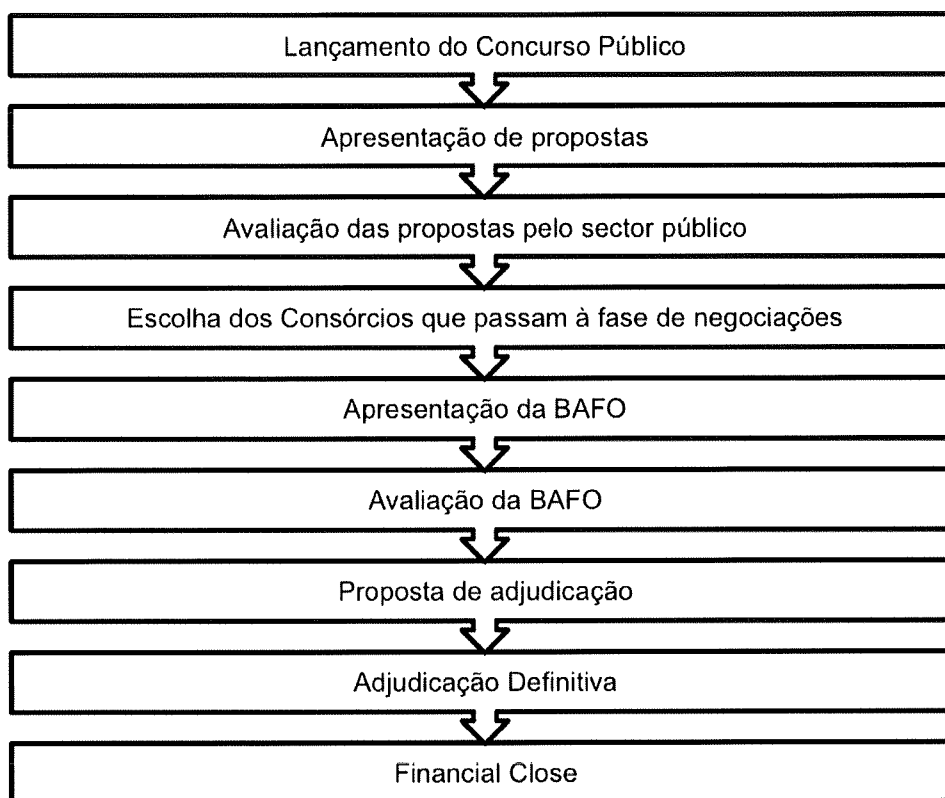 Lançamento do Concurso Público
Apresentação de propostas
Avaliação das propostas pelo sector público
Escolha dos Consórcios que passam à fase de negociações
Apresentação da BAFO
Avaliação da BAFO
Proposta de adjudicação
Adjudicação Definitiva
Financial Close